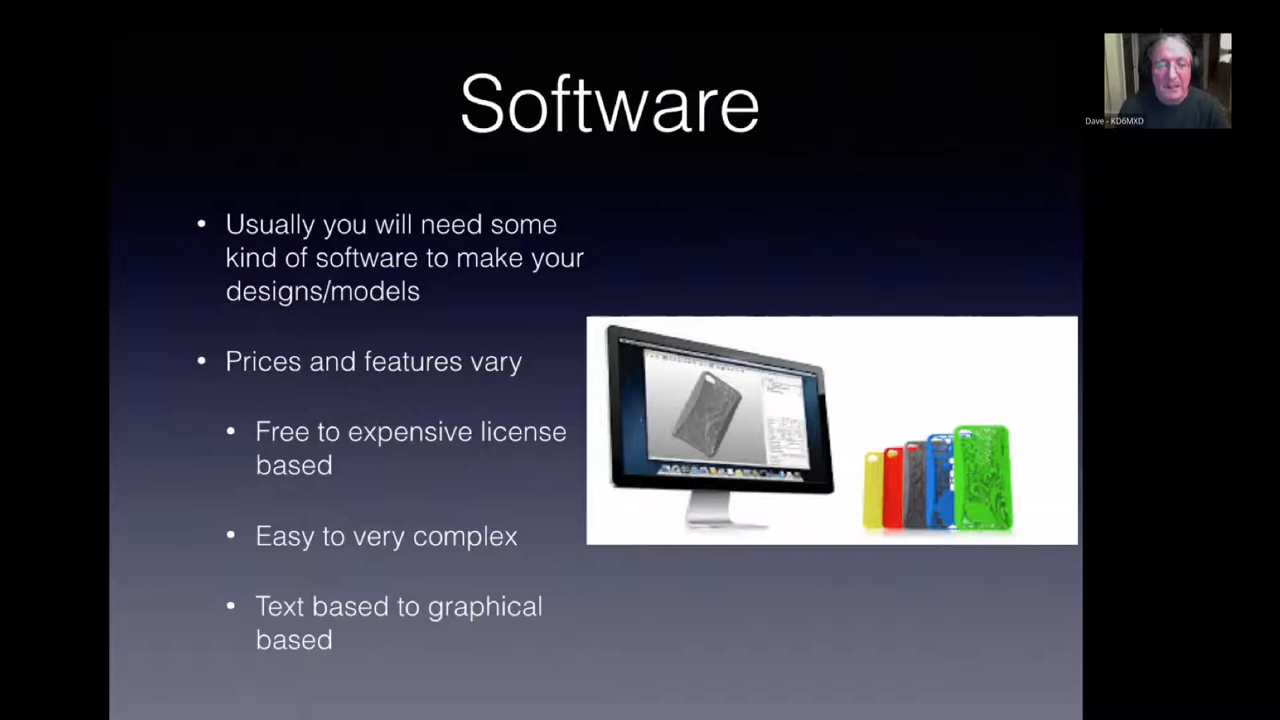 Software
Dave - KD6MXD
• Usually you will need some
kind of software to make your
designs/models
• Prices and features vary
• Free to expensive license
based
• Easy to very complex
• Text based to graphical
based